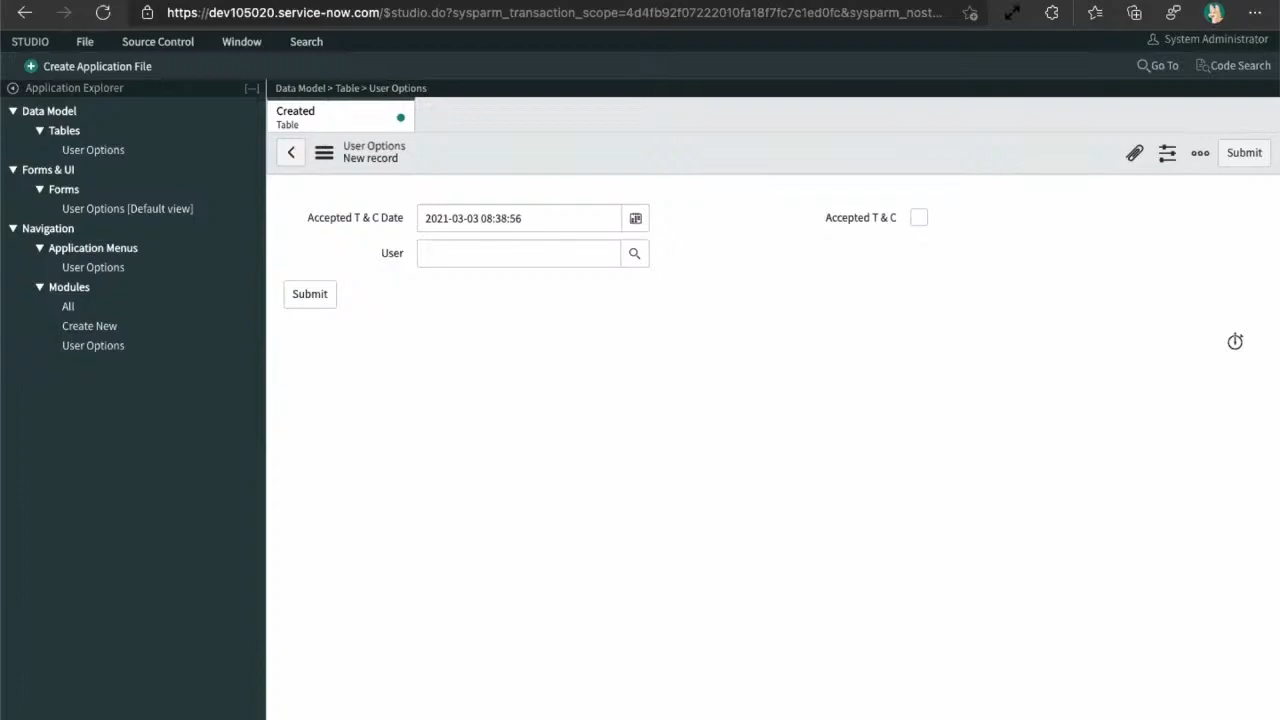 https://dev105020.service-now.com/$studio.do?sysparm_transaction_scope=4d4fb92f07222010fa18f7fc7c1ed0fc&sysparm_nost...
STUDIO File Source Control Window Search System Administrator
Create Application File Go To Code Search
Application Explorer [—] Data Model > Table > User Options
Data Model
Tables
User Options
Forms & UI
Forms
User Options [Default view]
Navigation
Application Menus
User Options
Modules
All
Create New
User Options
Created
Table
User Options
New record
Submit
Accepted T & C Date 2021-03-03 08:38:56 Accepted T & C
User
Submit